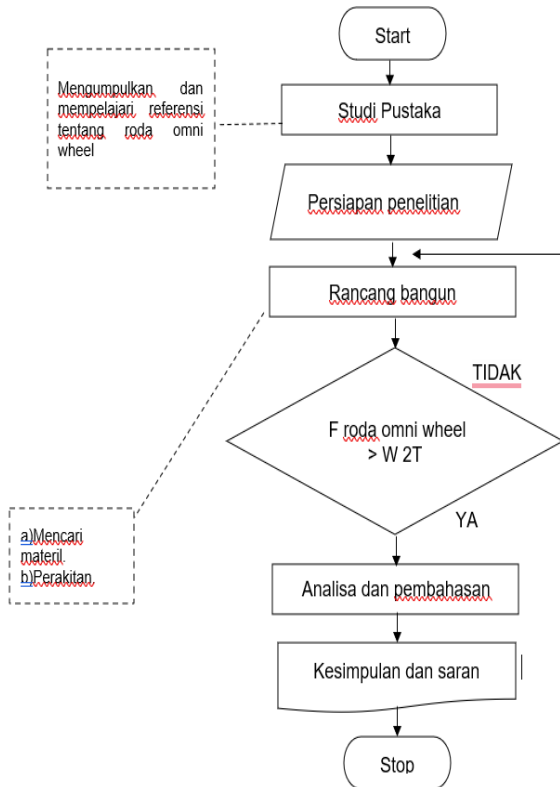 Start
Mengumpulkan dan
mempelajari referensi
tentang roda omni
wheel
Studi Pustaka
Persiapan penelitian
Rancang bangun
TIDAK
F roda omni wheel
> W 2T
YA
a)Mencari
materil.
b)Perakitan.
Analisa dan pembahasan
Kesimpulan dan saran
Stop